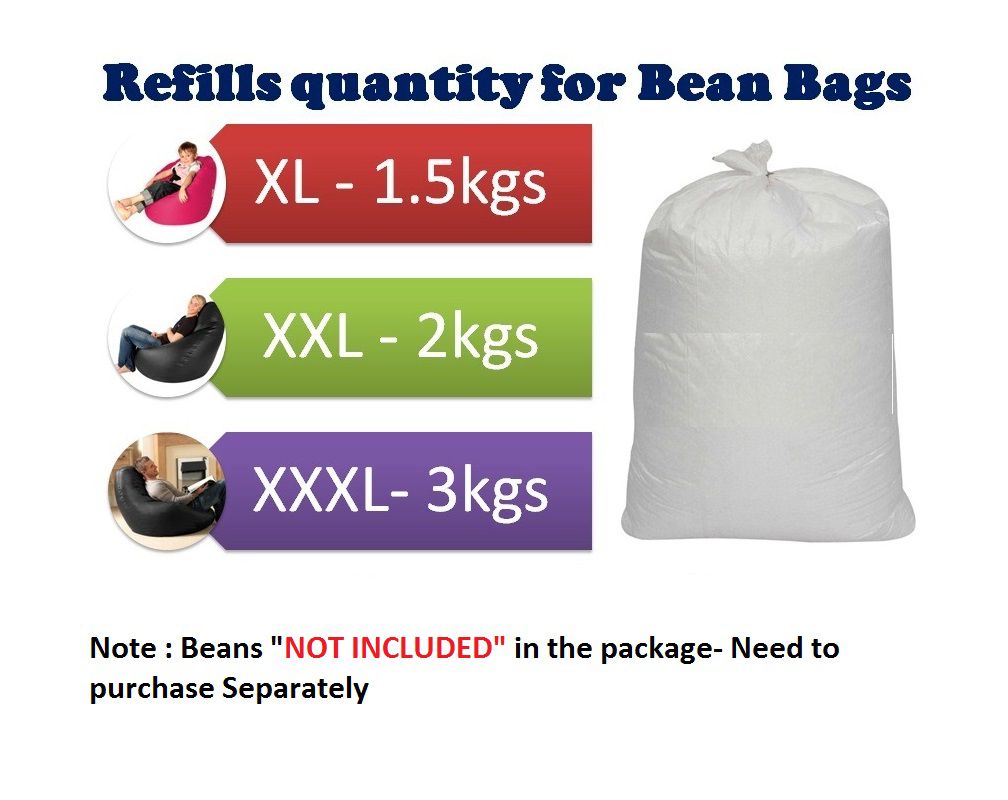 Refills quantity for Bean Bags
XL - 1.5kgs
XXL - 2kgs
XXXL- 3kgs
Note : Beans "NOT INCLUDED" in the package- Need to
purchase Separately